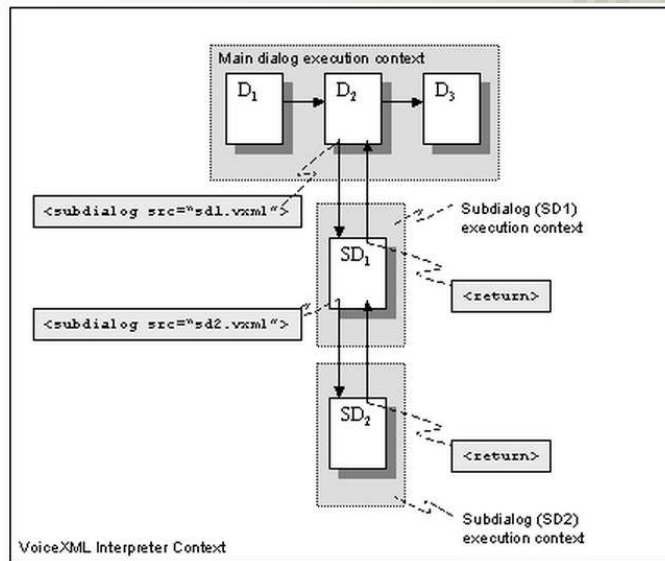 Main dialog execution context
D1
D2
D3
<subdialog src="sd1.vxml">
Subdialog (SD1)
execution context
SD1
<return>
<subdialog src="sd2.vxml">
SD2
<return>
Subdialog (SD2)
execution context
VoiceXML Interpreter Context